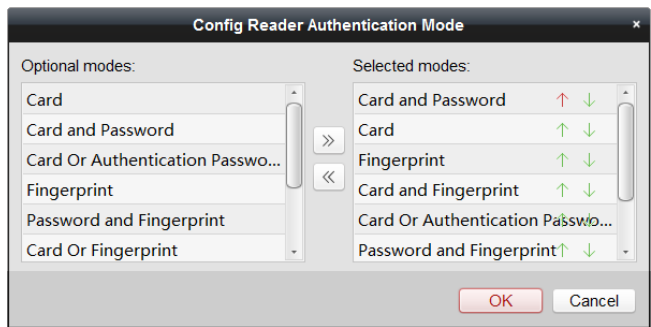 Config Reader Authentication Mode ×
Optional modes:
Card
Card and Password
Card Or Authentication Passwo...
Fingerprint
Password and Fingerprint
Card Or Fingerprint
Selected modes:
Card and Password
Card
Fingerprint
Card and Fingerprint
Card Or Authentication Passwo...
Password and Fingerprint
OK
Cancel